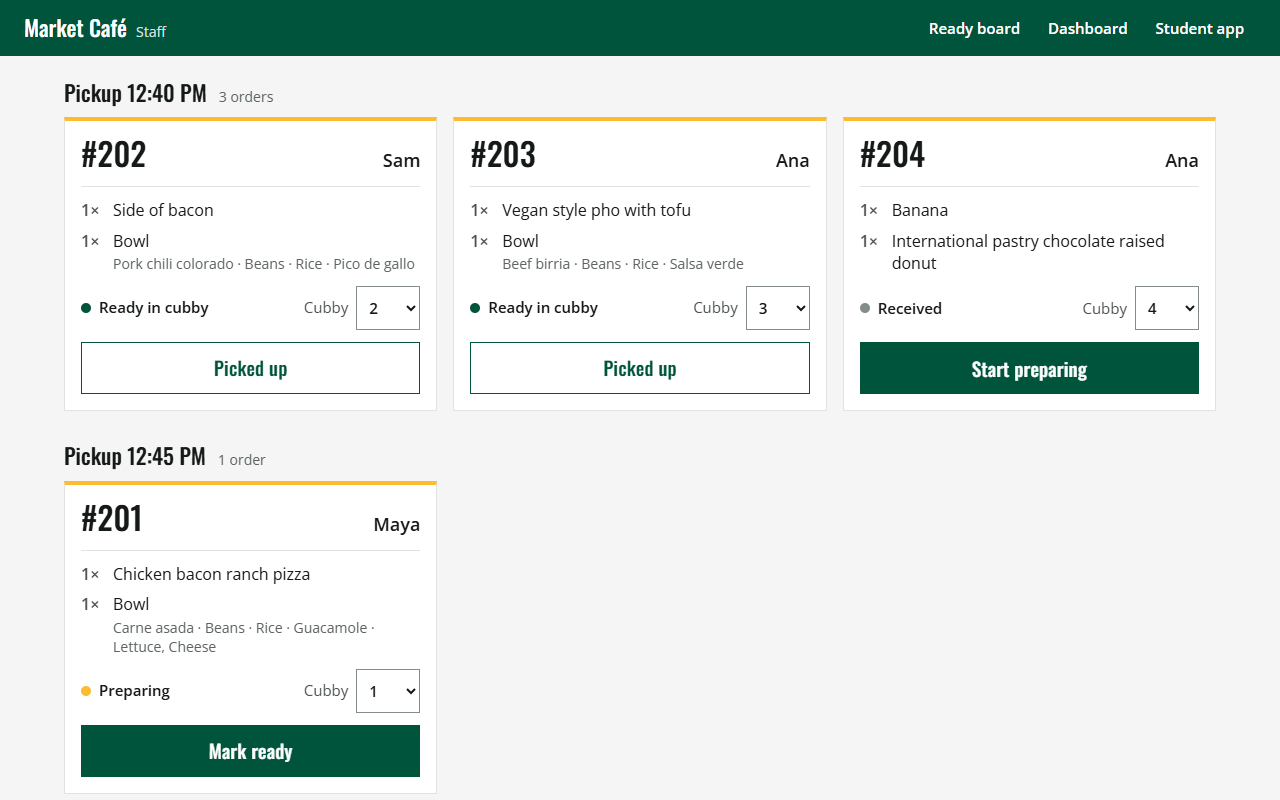 Market Café Staff
Ready board Dashboard Student app
Pickup 12:40 PM 3 orders
#202 Sam
1× Side of bacon
1× Bowl
Pork chili colorado · Beans · Rice · Pico de gallo
Ready in cubby Cubby 2
Picked up
#203 Ana
1× Vegan style pho with tofu
1× Bowl
Beef birria · Beans · Rice · Salsa verde
Ready in cubby Cubby 3
Picked up
#204 Ana
1× Banana
1× International pastry chocolate raised
donut
Received Cubby 4
Start preparing
Pickup 12:45 PM 1 order
#201 Maya
1× Chicken bacon ranch pizza
1× Bowl
Carne asada · Beans · Rice · Guacamole ·
Lettuce, Cheese
Preparing Cubby 1
Mark ready